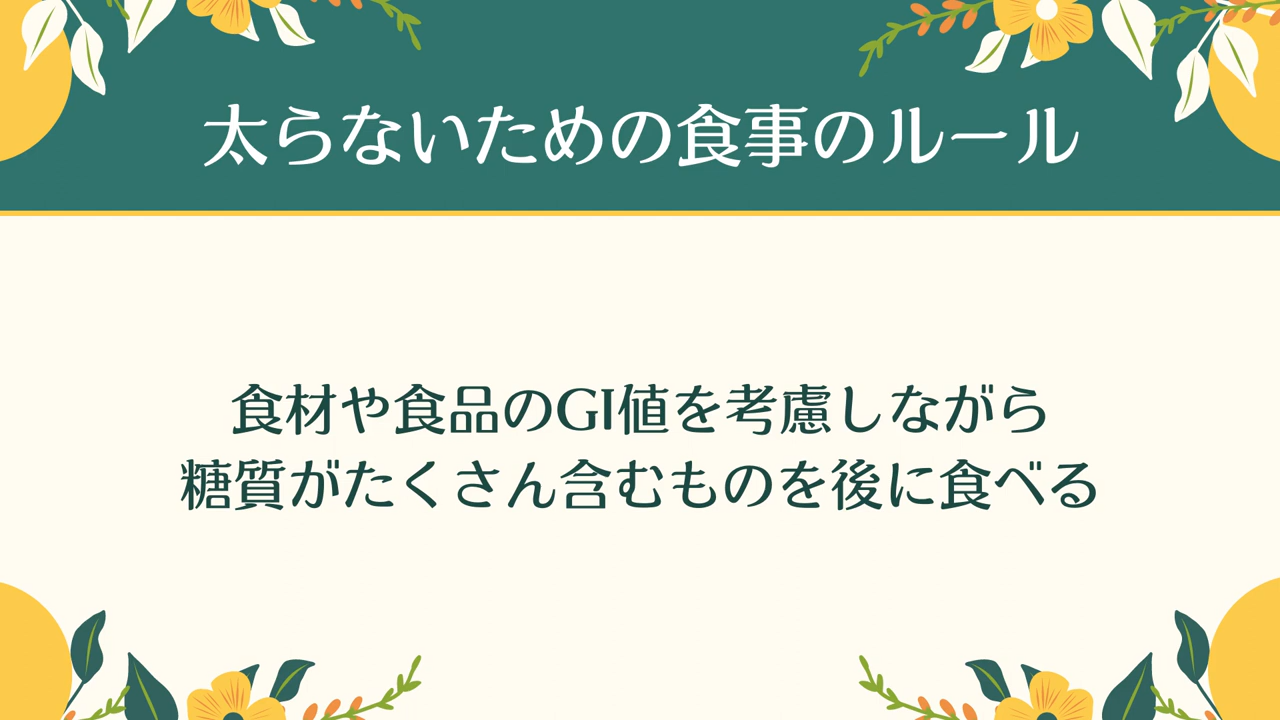 太らないための食事のルール
食材や食品のGI値を考慮しながら
糖質がたくさん含むものを後に食べる